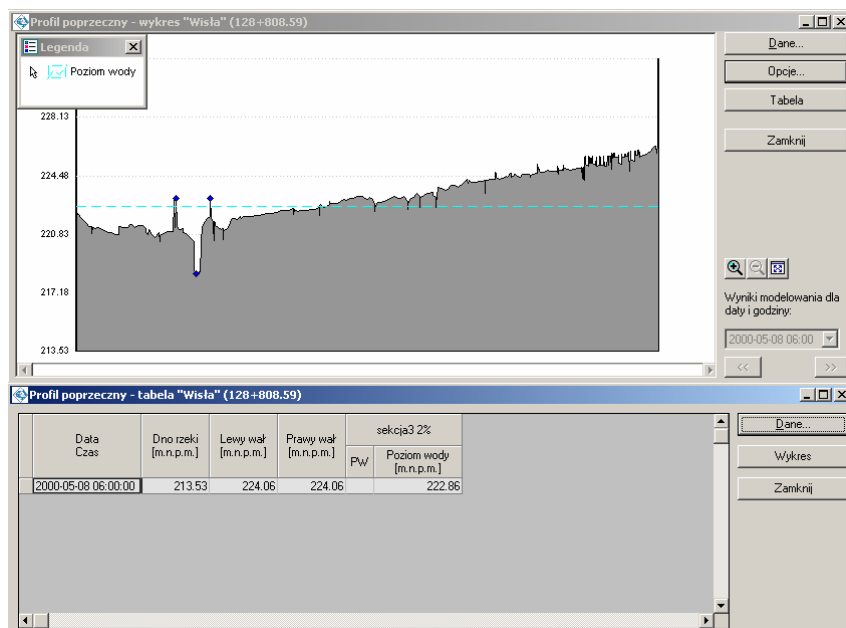 Profil poprzeczny - wykres "Wisła" (128+808.59)
Legenda
Poziom wody
228.13
224.48
220.83
217.18
213.53
Dane...
Opcje...
Tabela
Zamknij
Wyniki modelowania dla
daty i godziny:
2000-05-08 06:00
<<
>>
Profil poprzeczny - tabela "Wisła" (128+808.59)
Data
Czas
Dno rzeki
[m.n.p.m.]
Lewy wał
[m.n.p.m.]
Prawy wał
[m.n.p.m.]
sekcja3 2%
PW
Poziom wody
[m.n.p.m.]
2000-05-08 06:00:00 213.53 224.06 224.06 222.86
Dane...
Wykres
Zamknij